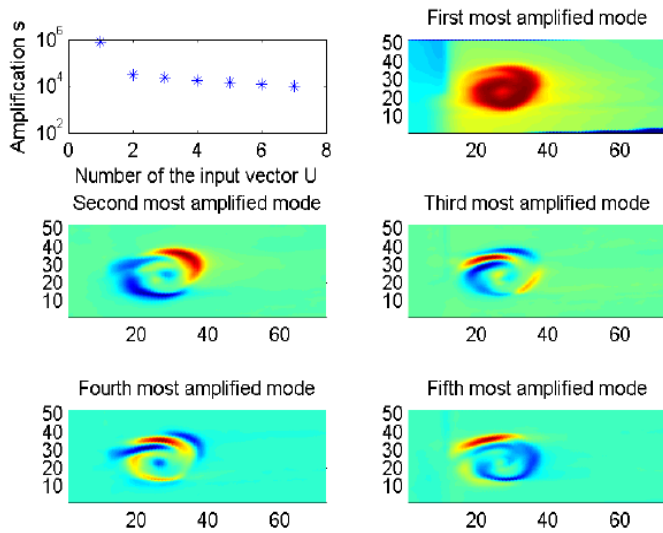 Amplification s
10^6
10^4
10^2
0 2 4 6 8
Number of the input vector U
First most amplified mode
50
40
30
20
10
20 40 60
Second most amplified mode
50
40
30
20
10
20 40 60
Third most amplified mode
50
40
30
20
10
20 40 60
Fourth most amplified mode
50
40
30
20
10
20 40 60
Fifth most amplified mode
50
40
30
20
10
20 40 60